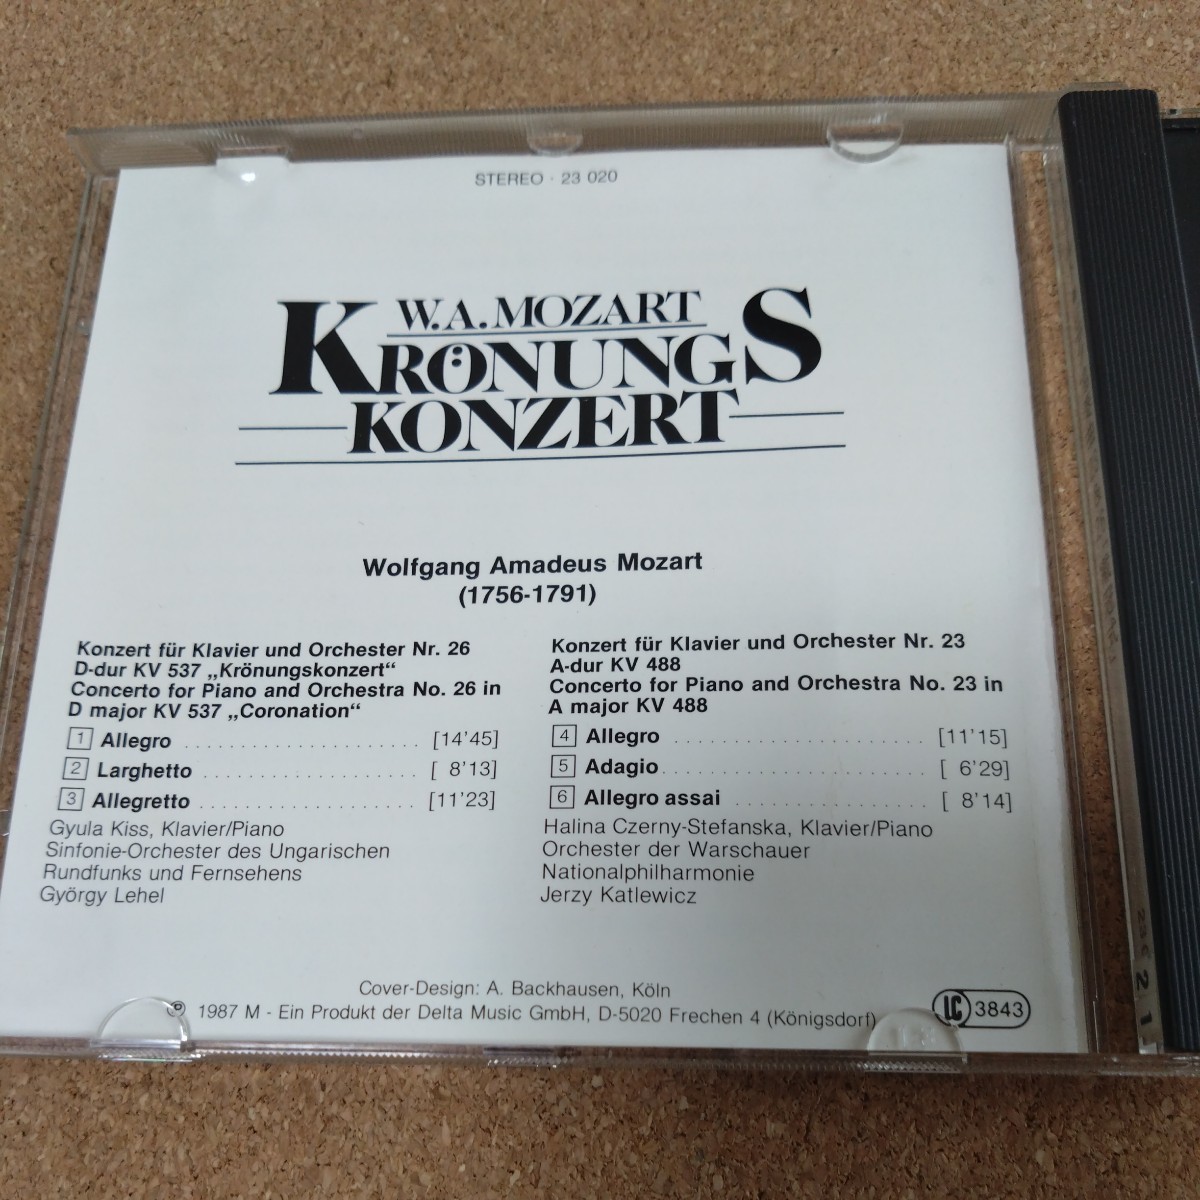 STEREO · 23 020
W.A. MOZART
KRÖNUNGS
KONZERT
Wolfgang Amadeus Mozart
(1756-1791)
Konzert für Klavier und Orchester Nr. 26
D-dur KV 537 „Krönungskonzert“
Concerto for Piano and Orchestra No. 26 in
D major KV 537 „Coronation“
1 Allegro . . . . . . . . . . . . . . . . . . . . . . [14'45]
2 Larghetto . . . . . . . . . . . . . . . . . . . . [ 8'13]
3 Allegretto . . . . . . . . . . . . . . . . . . . . [11'23]
Gyula Kiss, Klavier/Piano
Sinfonie-Orchester des Ungarischen
Rundfunks und Fernsehens
György Lehel
Konzert für Klavier und Orchester Nr. 23
A-dur KV 488
Concerto for Piano and Orchestra No. 23 in
A major KV 488
4 Allegro . . . . . . . . . . . . . . . . . . . . . . . [11'15]
5 Adagio . . . . . . . . . . . . . . . . . . . . . . . . [ 6'29]
6 Allegro assai . . . . . . . . . . . . . . . . . . [ 8'14]
Halina Czerny-Stefanska, Klavier/Piano
Orchester der Warschauer
Nationalphilharmonie
Jerzy Katlewicz
Cover-Design: A. Backhausen, Köln
℗ 1987 M - Ein Produkt der Delta Music GmbH, D-5020 Frechen 4 (Königsdorf)
LC 3843